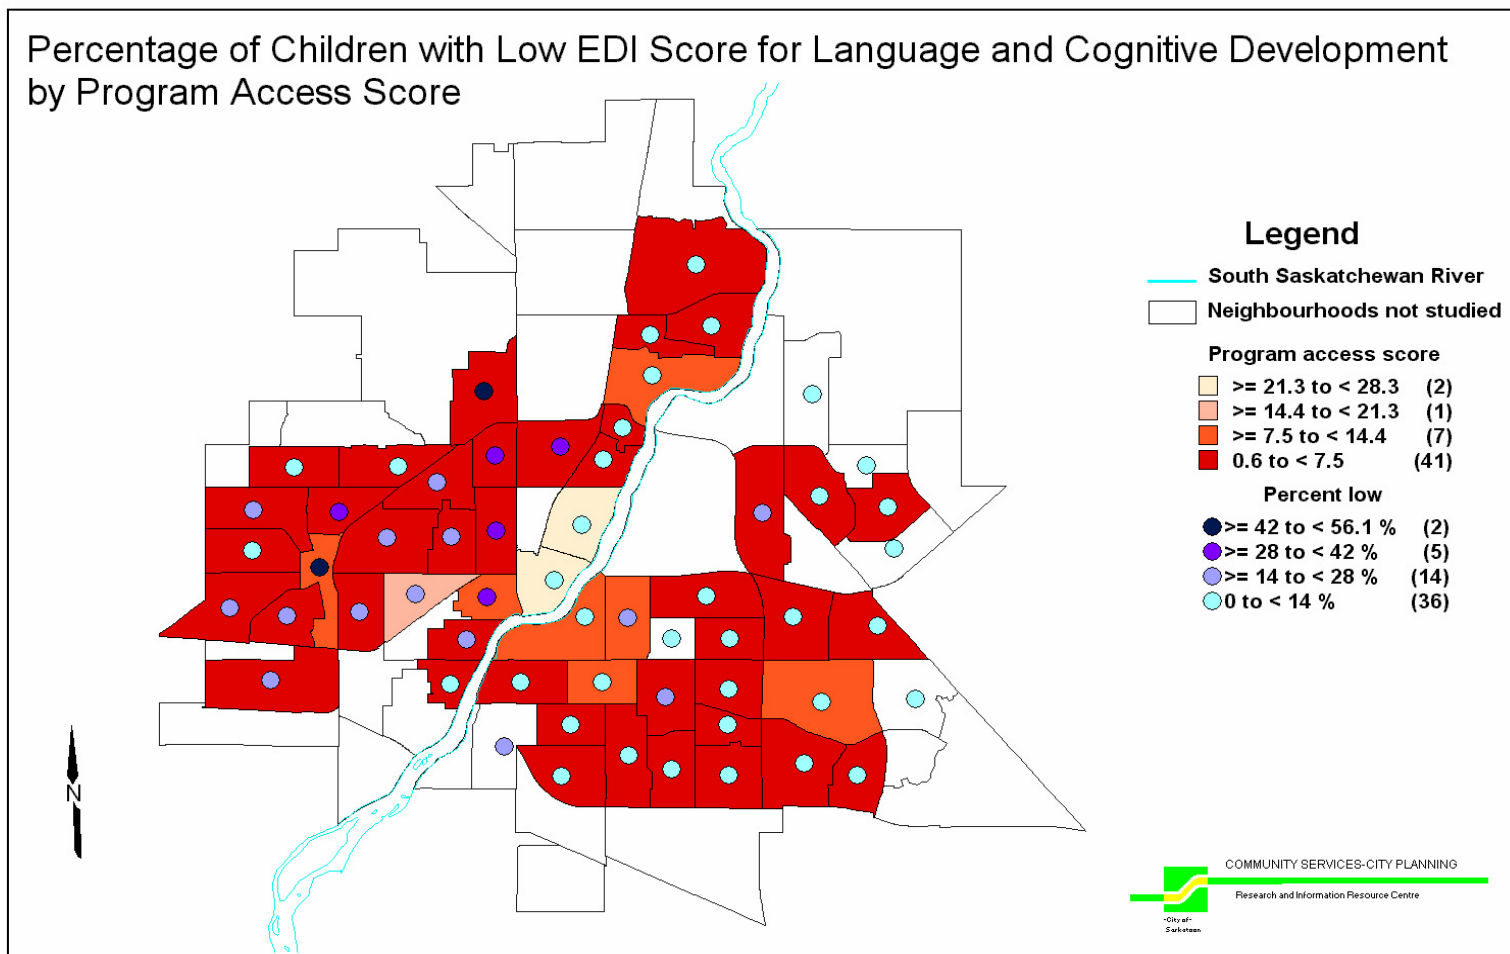 Percentage of Children with Low EDI Score for Language and Cognitive Development
by Program Access Score
Legend
South Saskatchewan River
Neighbourhoods not studied
Program access score
>= 21.3 to < 28.3 (2)
>= 14.4 to < 21.3 (1)
>= 7.5 to < 14.4 (7)
0.6 to < 7.5 (41)
Percent low
>= 42 to < 56.1 % (2)
>= 28 to < 42 % (5)
>= 14 to < 28 % (14)
0 to < 14 % (36)
N
COMMUNITY SERVICES-CITY PLANNING
Research and Information Resource Centre
-City of-
Saskatoon